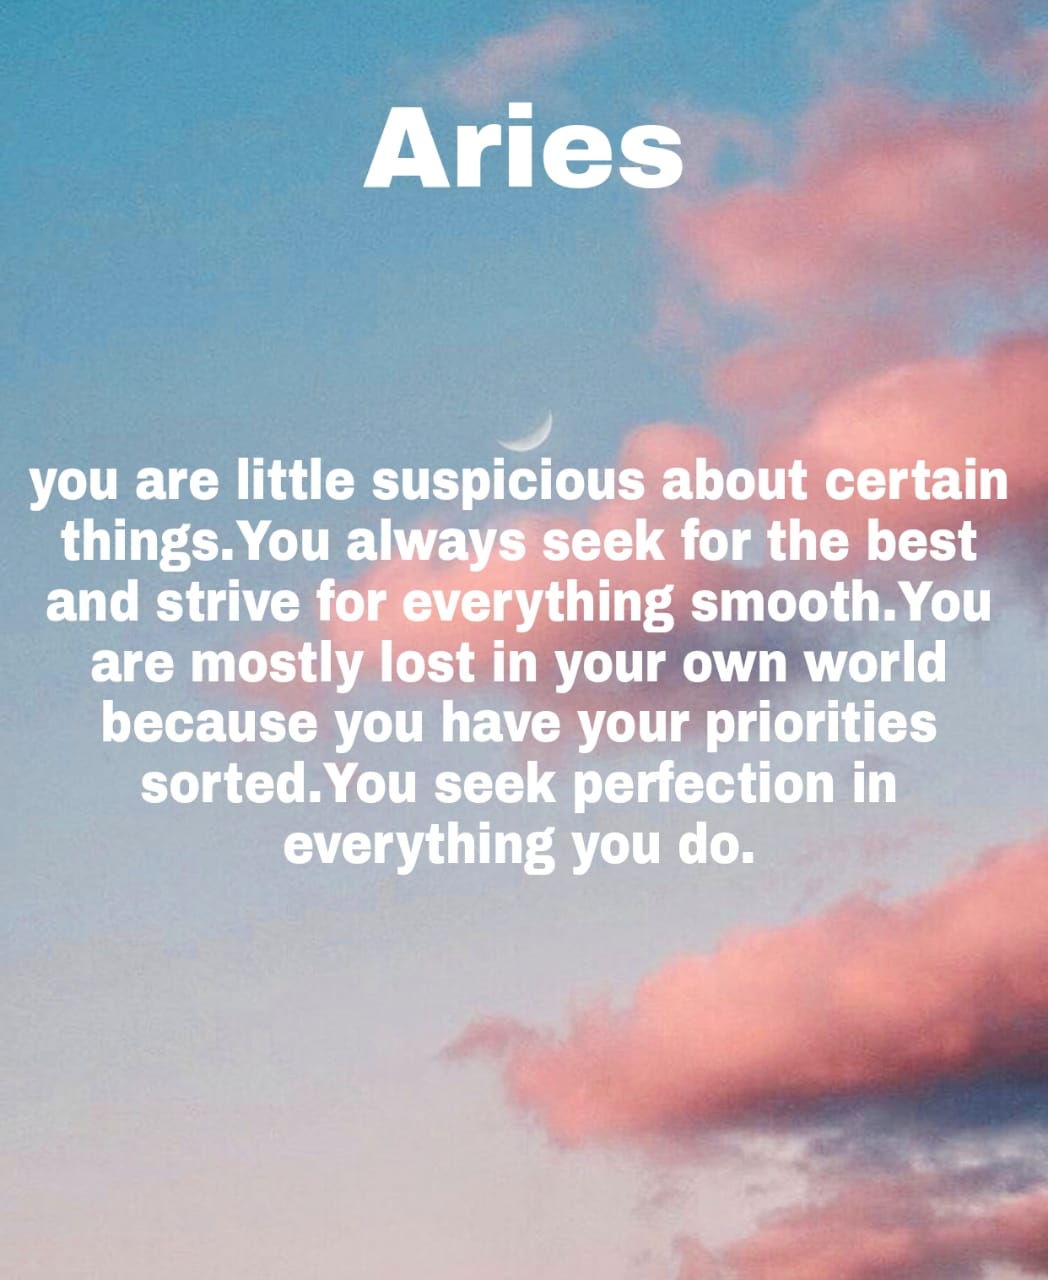 Aries
you are little suspicious about certain
things.You always seek for the best
and strive for everything smooth.You
are mostly lost in your own world
because you have your priorities
sorted.You seek perfection in
everything you do.